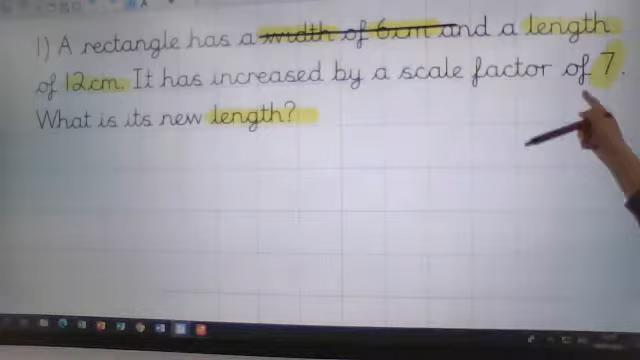 1) A rectangle has a width of 6cm and a length
of 12cm. It has increased by a scale factor of 7.
What is its new length?